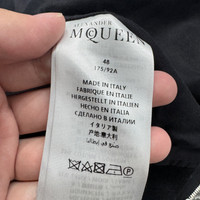 ALEXANDER
MCQUEEN
48
175/92A
MADE IN ITALY
FABRIQUE EN ITALIE
HERGESTELLT IN ITALIEN
HECHO EN ITALIA
СДЕЛАНО В ИТАЛИИ
イタリア製
产地 意大利
صنع في إيطاليا